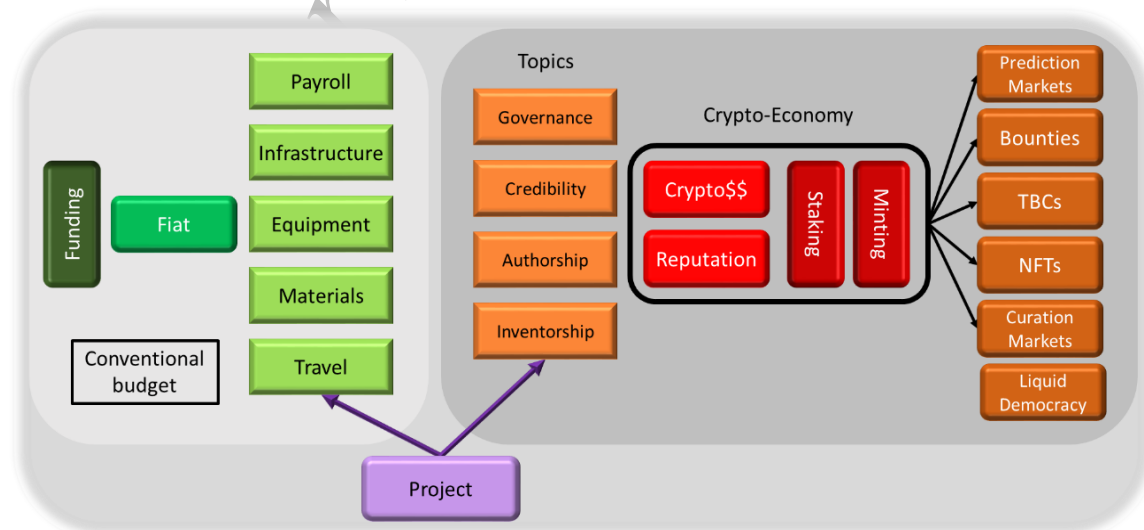 Funding
Fiat
Conventional
budget
Payroll
Infrastructure
Equipment
Materials
Travel
Project
Topics
Governance
Credibility
Authorship
Inventorship
Crypto-Economy
Crypto$$
Reputation
Staking
Minting
Prediction
Markets
Bounties
TBCs
NFTs
Curation
Markets
Liquid
Democracy